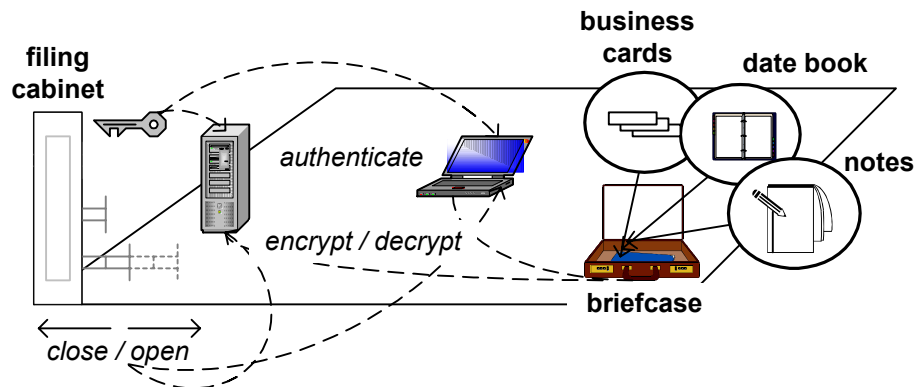 business
cards
date book
filing
cabinet
notes
authenticate
encrypt / decrypt
briefcase
close / open